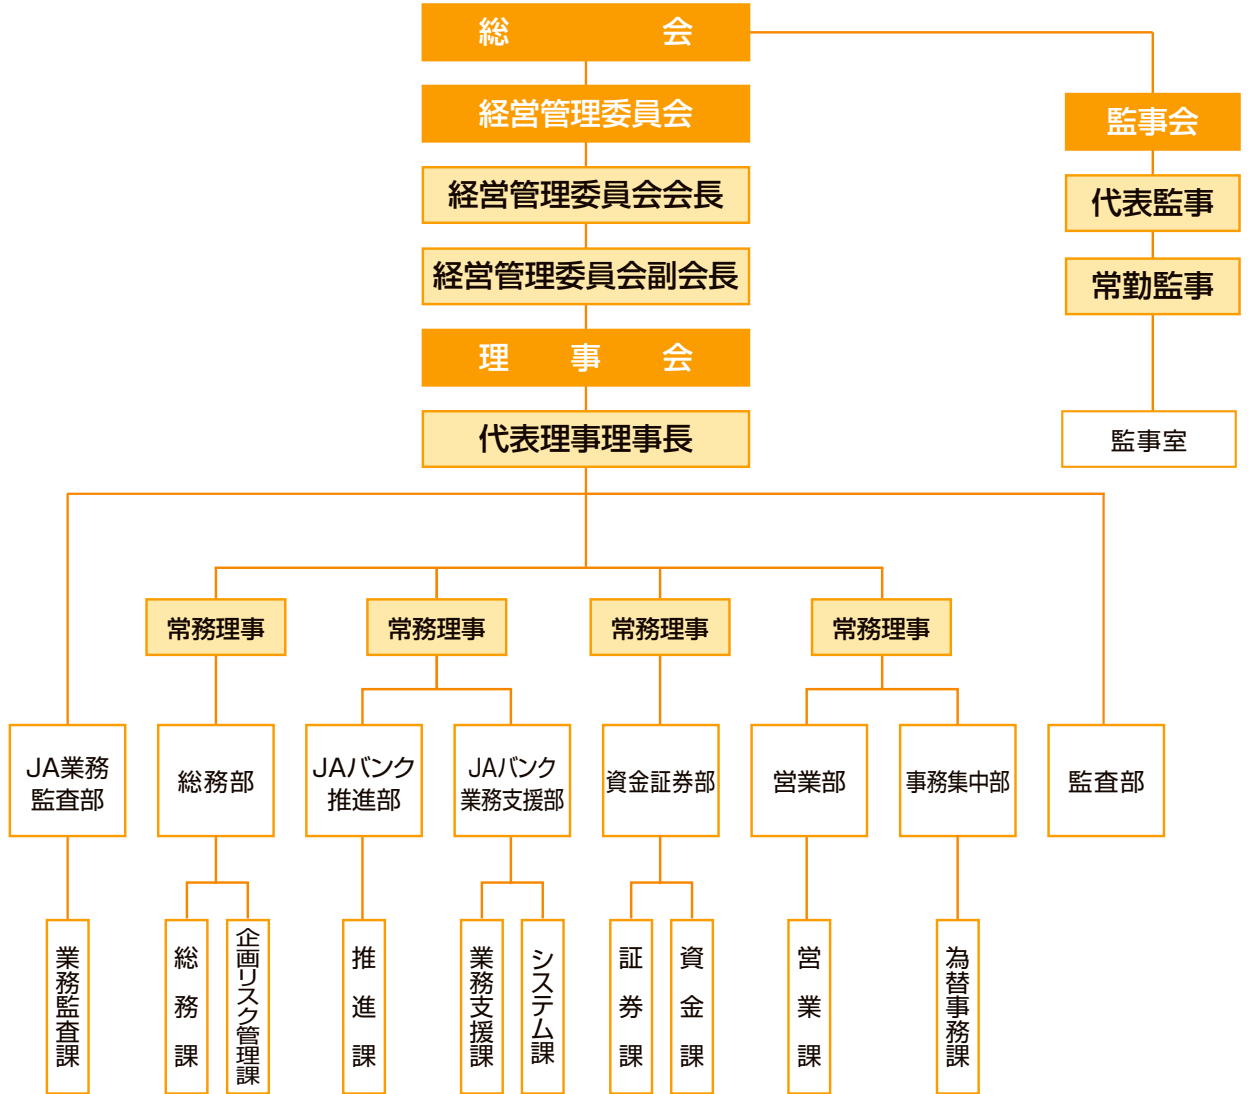 総会
経営管理委員会
経営管理委員会会長
経営管理委員会副会長
理事会
代表理事理事長
監事会
代表監事
常勤監事
監事室
常務理事
常務理事
常務理事
常務理事
JA業務
監査部
総務部
JAバンク
推進部
JAバンク
業務支援部
資金証券部
営業部
事務集中部
監査部
業務監査課
総務課
企画リスク管理課
推進課
業務支援課
システム課
証券課
資金課
営業課
為替事務課